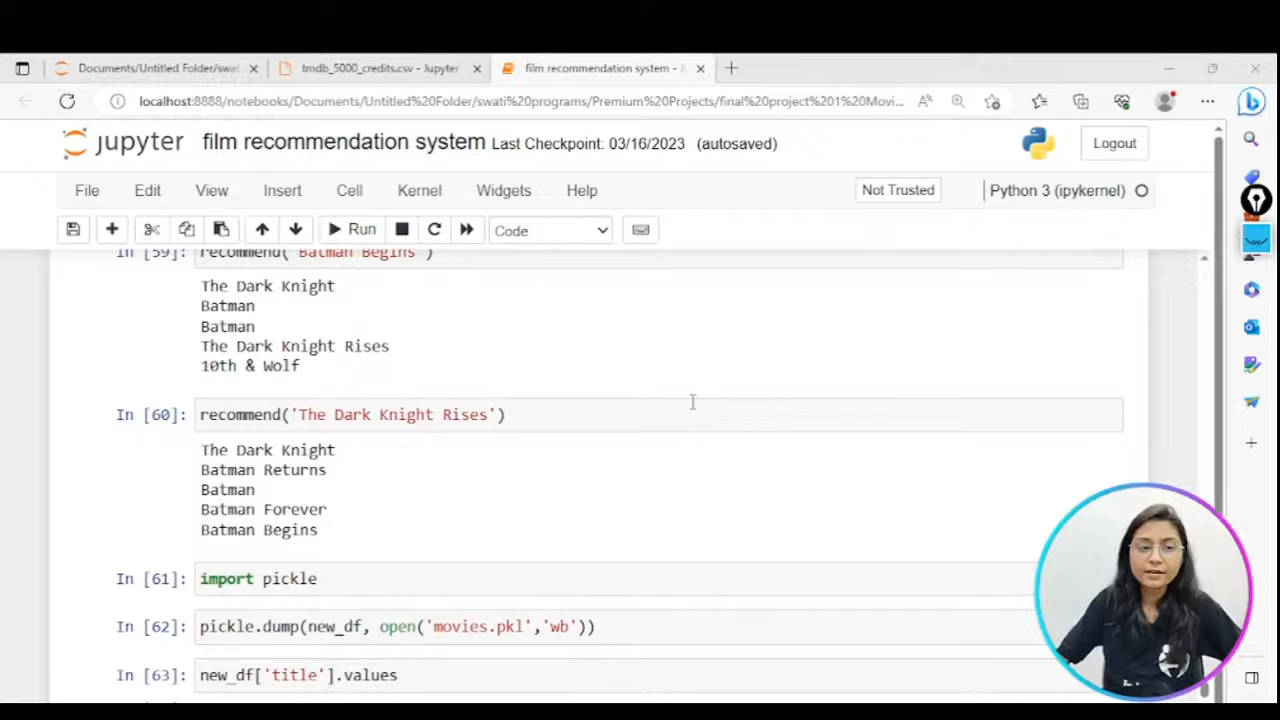 Documents/Untitled Folder/swat
tmdb_5000_credits.csv - Jupyter
film recommendation system - J
localhost:8888/notebooks/Documents/Untitled%20Folder/swati%20programs/Premium%20Projects/final%20project%201%20Movi...
jupyter film recommendation system Last Checkpoint: 03/16/2023 (autosaved)
Logout
File Edit View Insert Cell Kernel Widgets Help
Not Trusted
Python 3 (ipykernel)
Run
Code
In [59]: recommend('Batman Begins')
The Dark Knight
Batman
Batman
The Dark Knight Rises
10th & Wolf
In [60]: recommend('The Dark Knight Rises')
The Dark Knight
Batman Returns
Batman
Batman Forever
Batman Begins
In [61]: import pickle
In [62]: pickle.dump(new_df, open('movies.pkl','wb'))
In [63]: new_df['title'].values